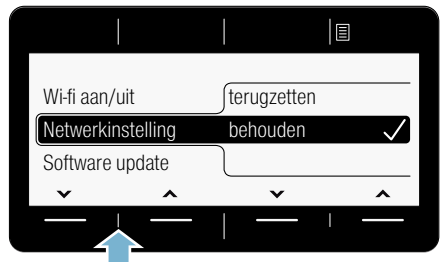 Wi-fi aan/uit terugzetten
Netwerkinstelling behouden
Software update